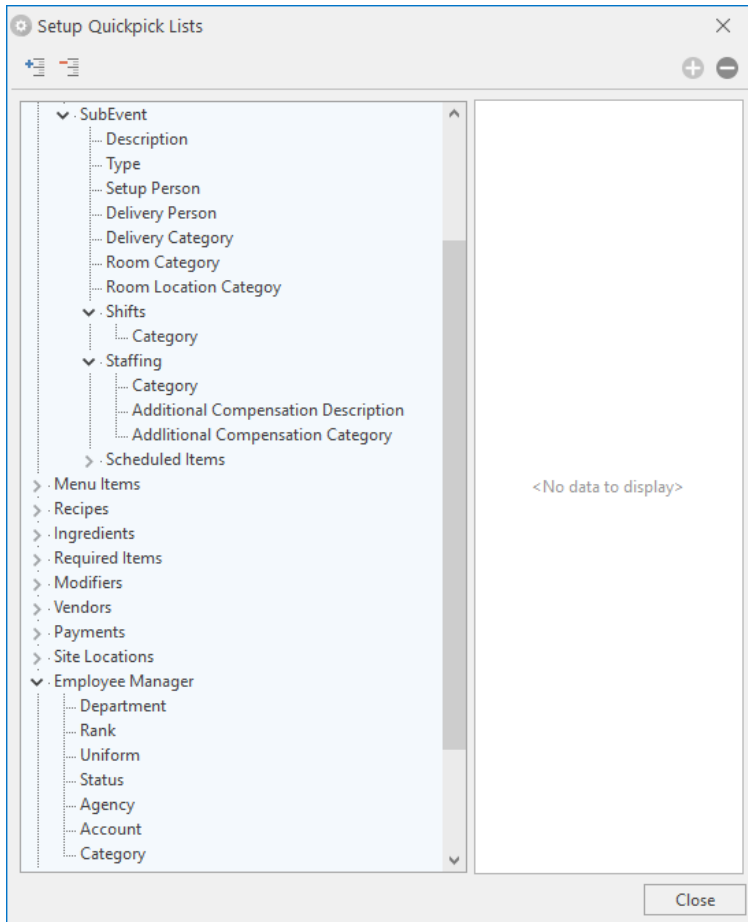 Setup Quickpick Lists
SubEvent
Description
Type
Setup Person
Delivery Person
Delivery Category
Room Category
Room Location Categoy
Shifts
Category
Staffing
Category
Additional Compensation Description
Addlitional Compensation Category
Scheduled Items
Menu Items
Recipes
Ingredients
Required Items
Modifiers
Vendors
Payments
Site Locations
Employee Manager
Department
Rank
Uniform
Status
Agency
Account
Category
<No data to display>
Close